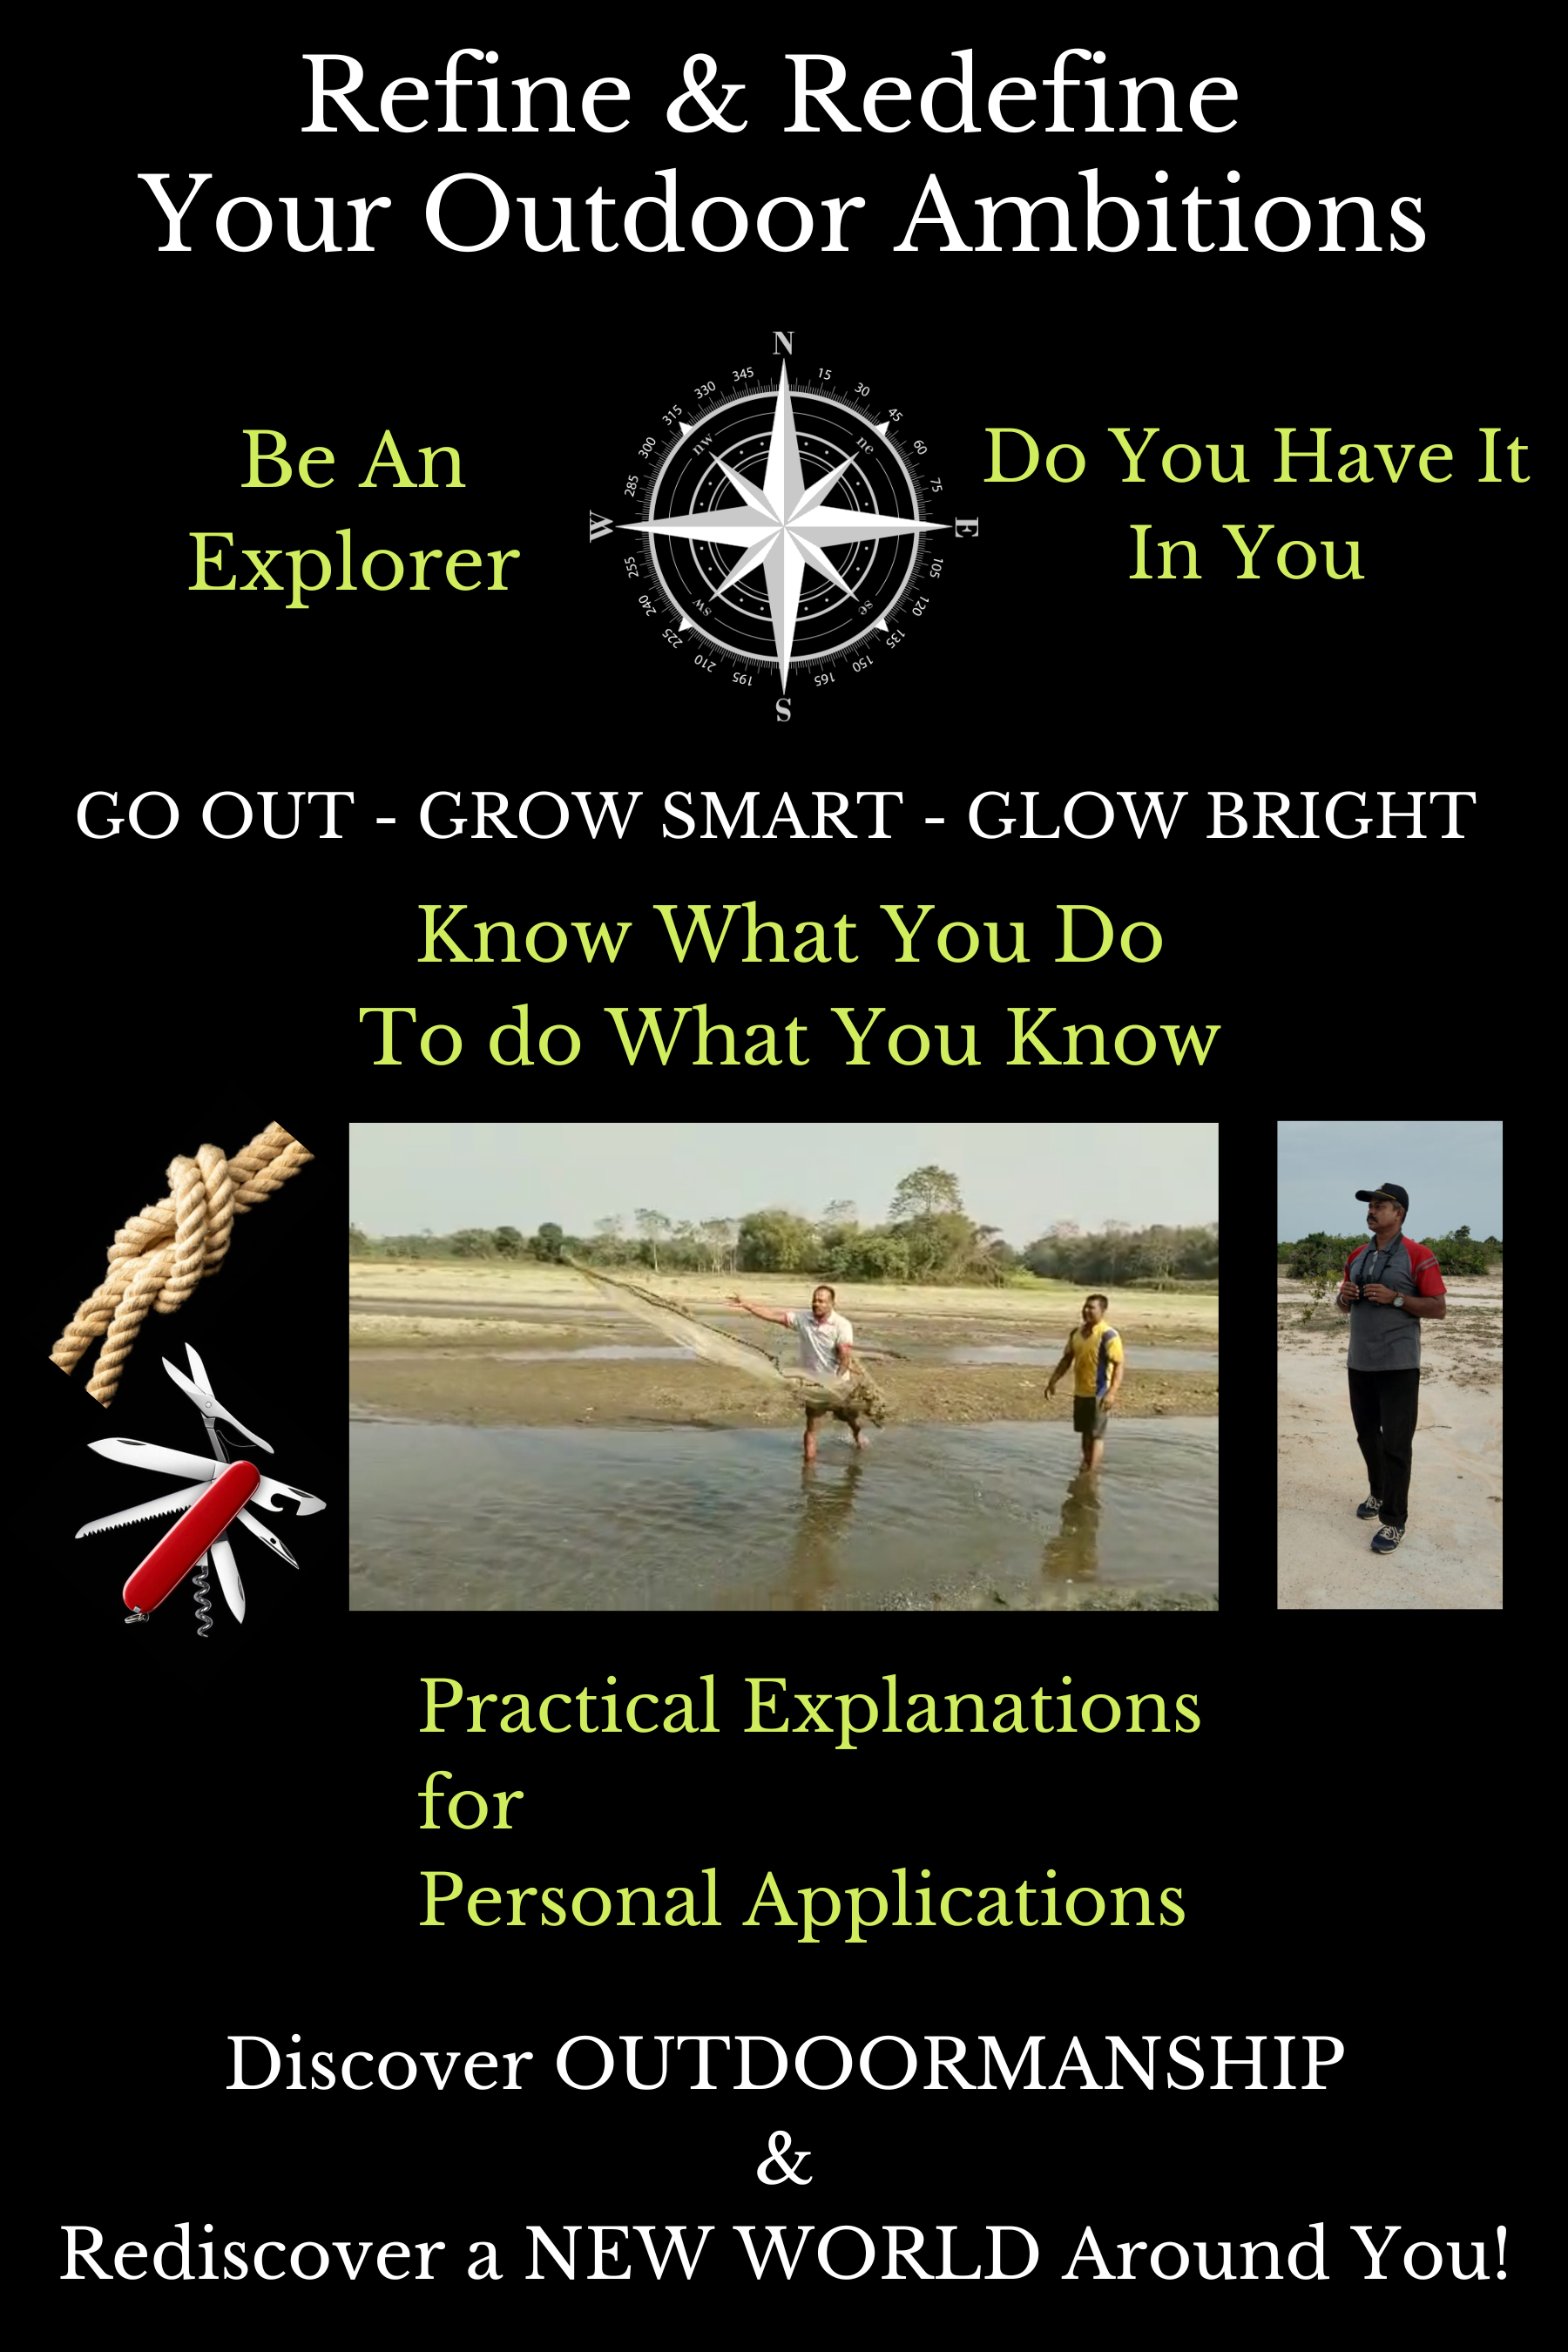 Refine & Redefine
Your Outdoor Ambitions
Be An
Explorer
N
345
15
330
30
315
45
300
60
285
75
nw
ne
W
E
255
105
240
120
sw
se
225
135
210
150
195
165
S
Do You Have It
In You
GO OUT - GROW SMART - GLOW BRIGHT
Know What You Do
To do What You Know
Practical Explanations
for
Personal Applications
Discover OUTDOORMANSHIP
&
Rediscover a NEW WORLD Around You!